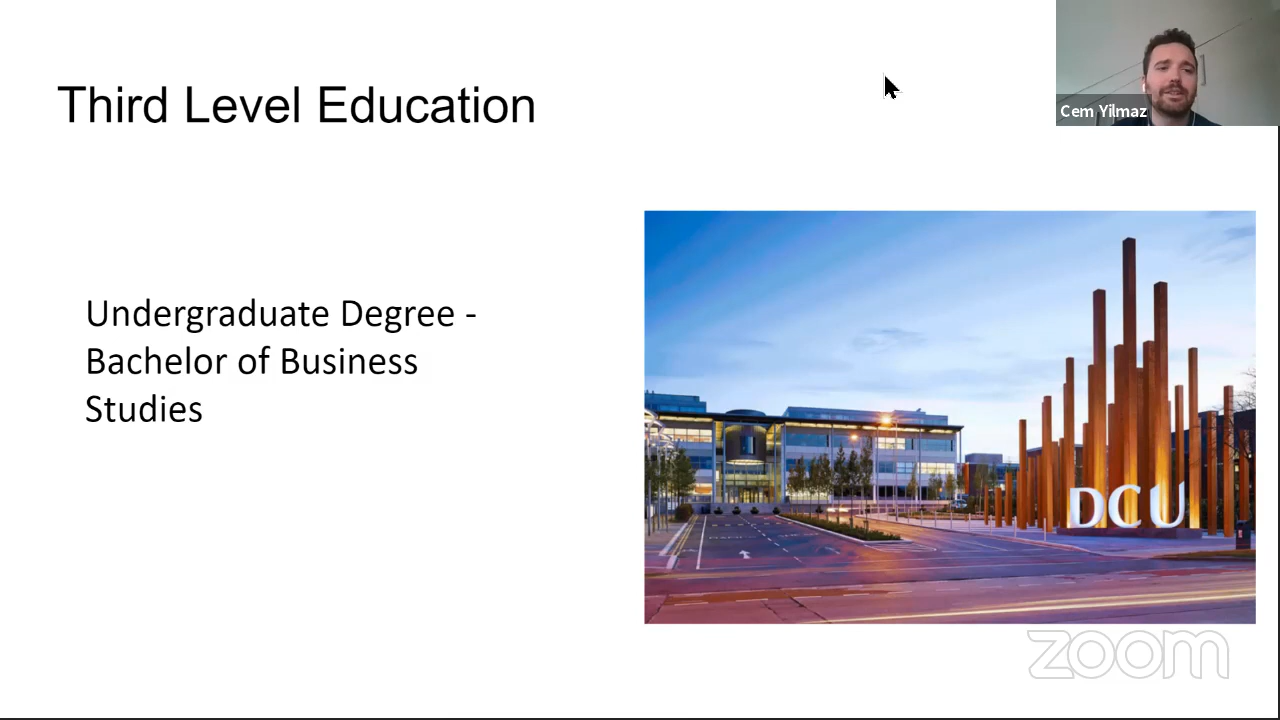 Third Level Education
Cem Yilmaz
Undergraduate Degree -
Bachelor of Business
Studies
DCU
zoom